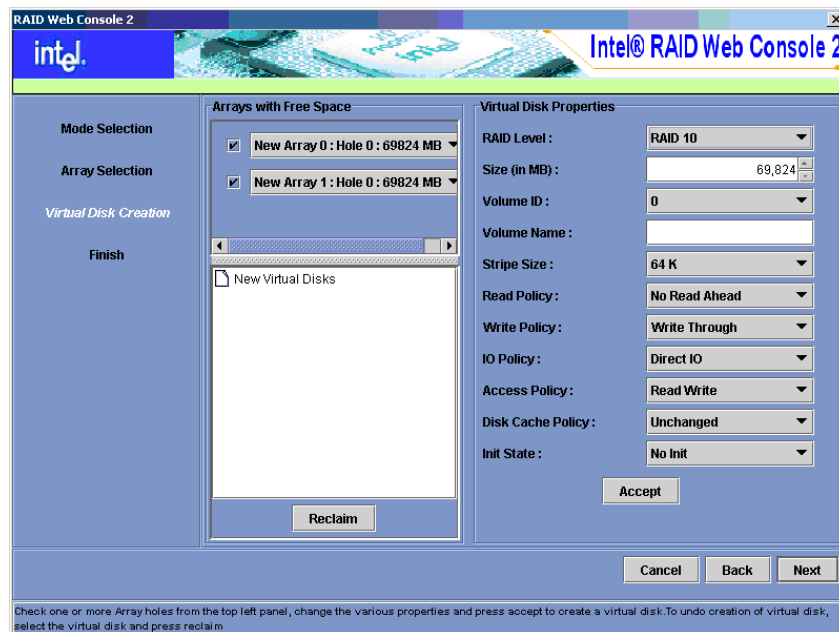 RAID Web Console 2
intel.
intel
Intel® RAID Web Console 2
Mode Selection
Array Selection
Virtual Disk Creation
Finish
Arrays with Free Space
New Array 0 : Hole 0 : 69824 MB
New Array 1 : Hole 0 : 69824 MB
New Virtual Disks
Reclaim
Virtual Disk Properties
RAID Level : RAID 10
Size (in MB) : 69,824
Volume ID : 0
Volume Name :
Stripe Size : 64 K
Read Policy : No Read Ahead
Write Policy : Write Through
IO Policy : Direct IO
Access Policy : Read Write
Disk Cache Policy : Unchanged
Init State : No Init
Accept
Cancel Back Next
Check one or more Array holes from the top left panel, change the various properties and press accept to create a virtual disk.To undo creation of virtual disk,
select the virtual disk and press reclaim